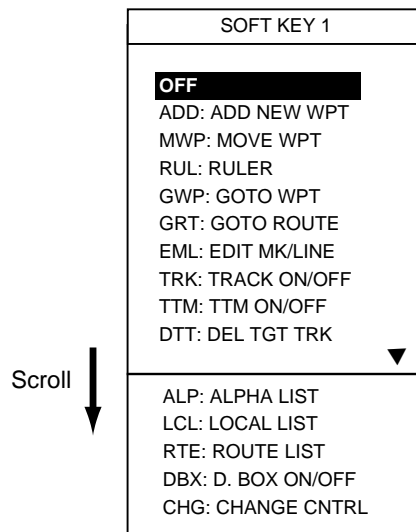 SOFT KEY 1
OFF
ADD: ADD NEW WPT
MWP: MOVE WPT
RUL: RULER
GWP: GOTO WPT
GRT: GOTO ROUTE
EML: EDIT MK/LINE
TRK: TRACK ON/OFF
TTM: TTM ON/OFF
DTT: DEL TGT TRK
Scroll
ALP: ALPHA LIST
LCL: LOCAL LIST
RTE: ROUTE LIST
DBX: D. BOX ON/OFF
CHG: CHANGE CNTRL